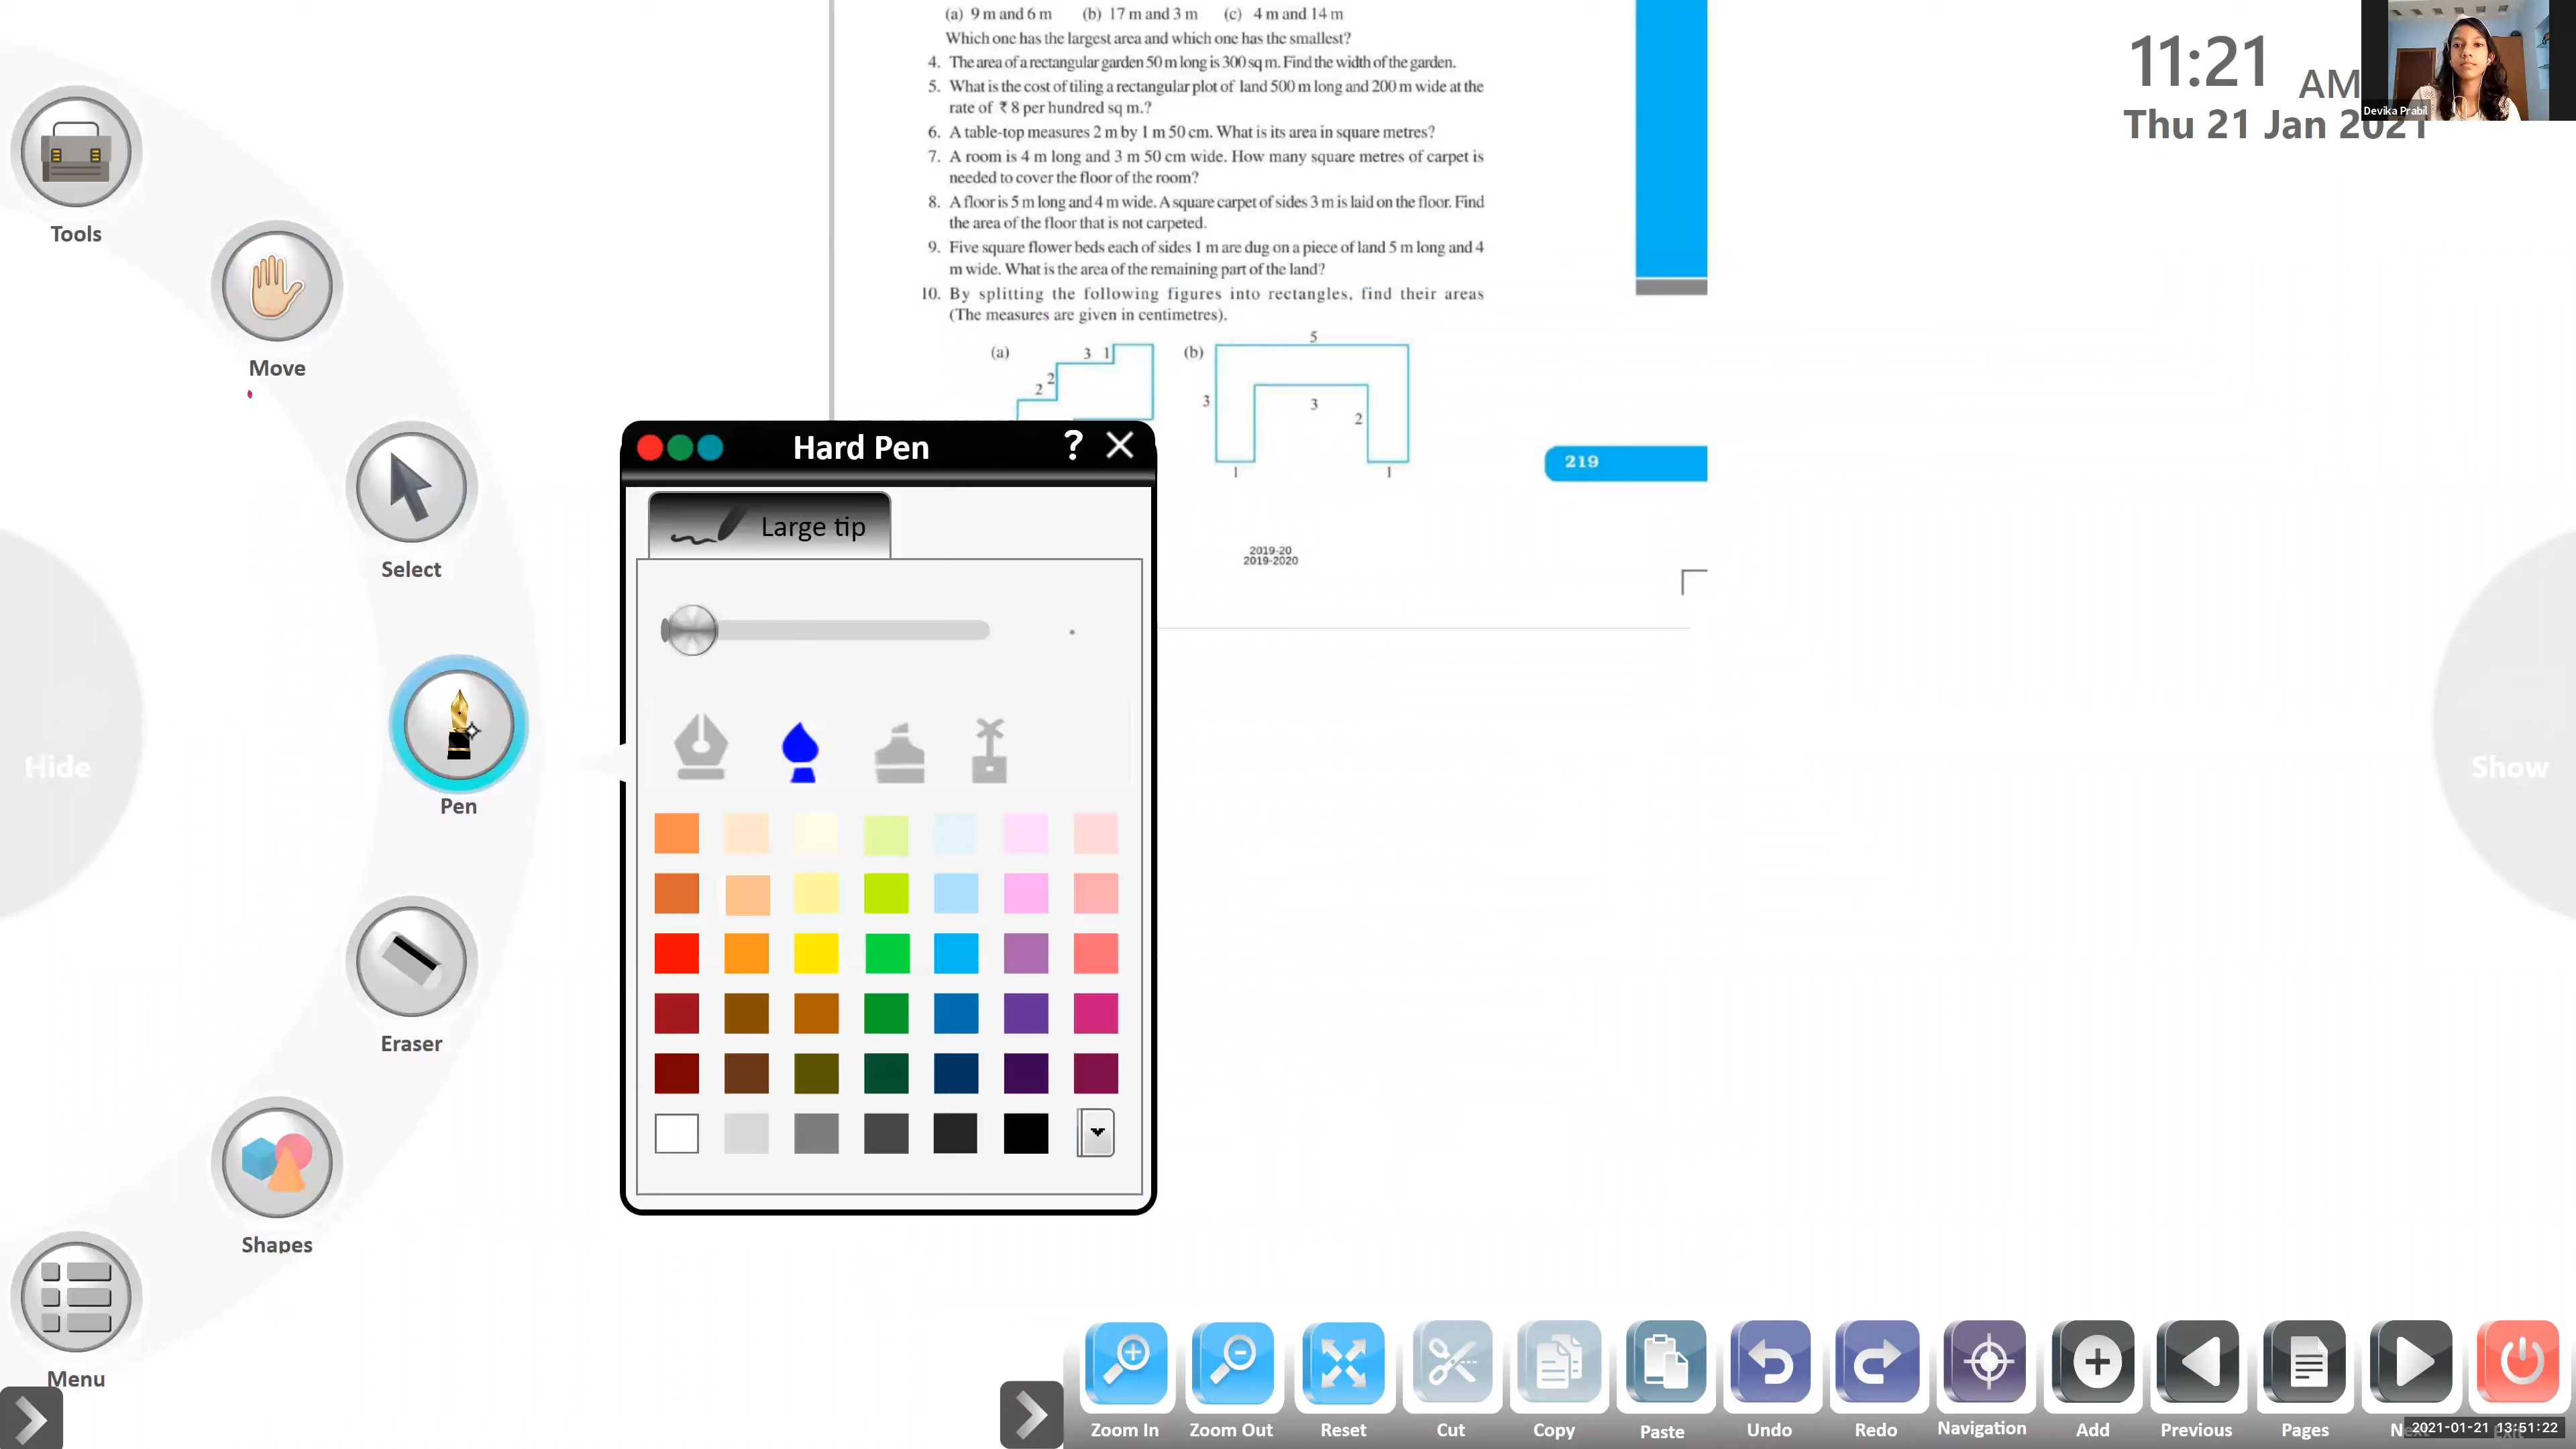 (a) 9 m and 6 m (b) 17 m and 3 m (c) 4 m and 14 m
Which one has the largest area and which one has the smallest?
4. The area of a rectangular garden 50 m long is 300 sq m. Find the width of the garden.
5. What is the cost of tiling a rectangular plot of land 500 m long and 200 m wide at the
rate of ₹ 8 per hundred sq m.?
6. A table-top measures 2 m by 1 m 50 cm. What is its area in square metres?
7. A room is 4 m long and 3 m 50 cm wide. How many square metres of carpet is
needed to cover the floor of the room?
8. A floor is 5 m long and 4 m wide. A square carpet of sides 3 m is laid on the floor. Find
the area of the floor that is not carpeted.
9. Five square flower beds each of sides 1 m are dug on a piece of land 5 m long and 4
m wide. What is the area of the remaining part of the land?
10. By splitting the following figures into rectangles, find their areas
(The measures are given in centimetres).
(a) 3 1 2 2
(b) 5 3 3 2 1 1
219
2019-20
2019-2020
11:21 AM
Thu 21 Jan 2021
Devika Prabil
Tools
Move
Select
Pen
Eraser
Shapes
Menu
Hide
Show
Hard Pen ?
Large tip
Zoom In Zoom Out Reset Cut Copy Paste Undo Redo Navigation Add Previous Pages
2021-01-21 13:51:22